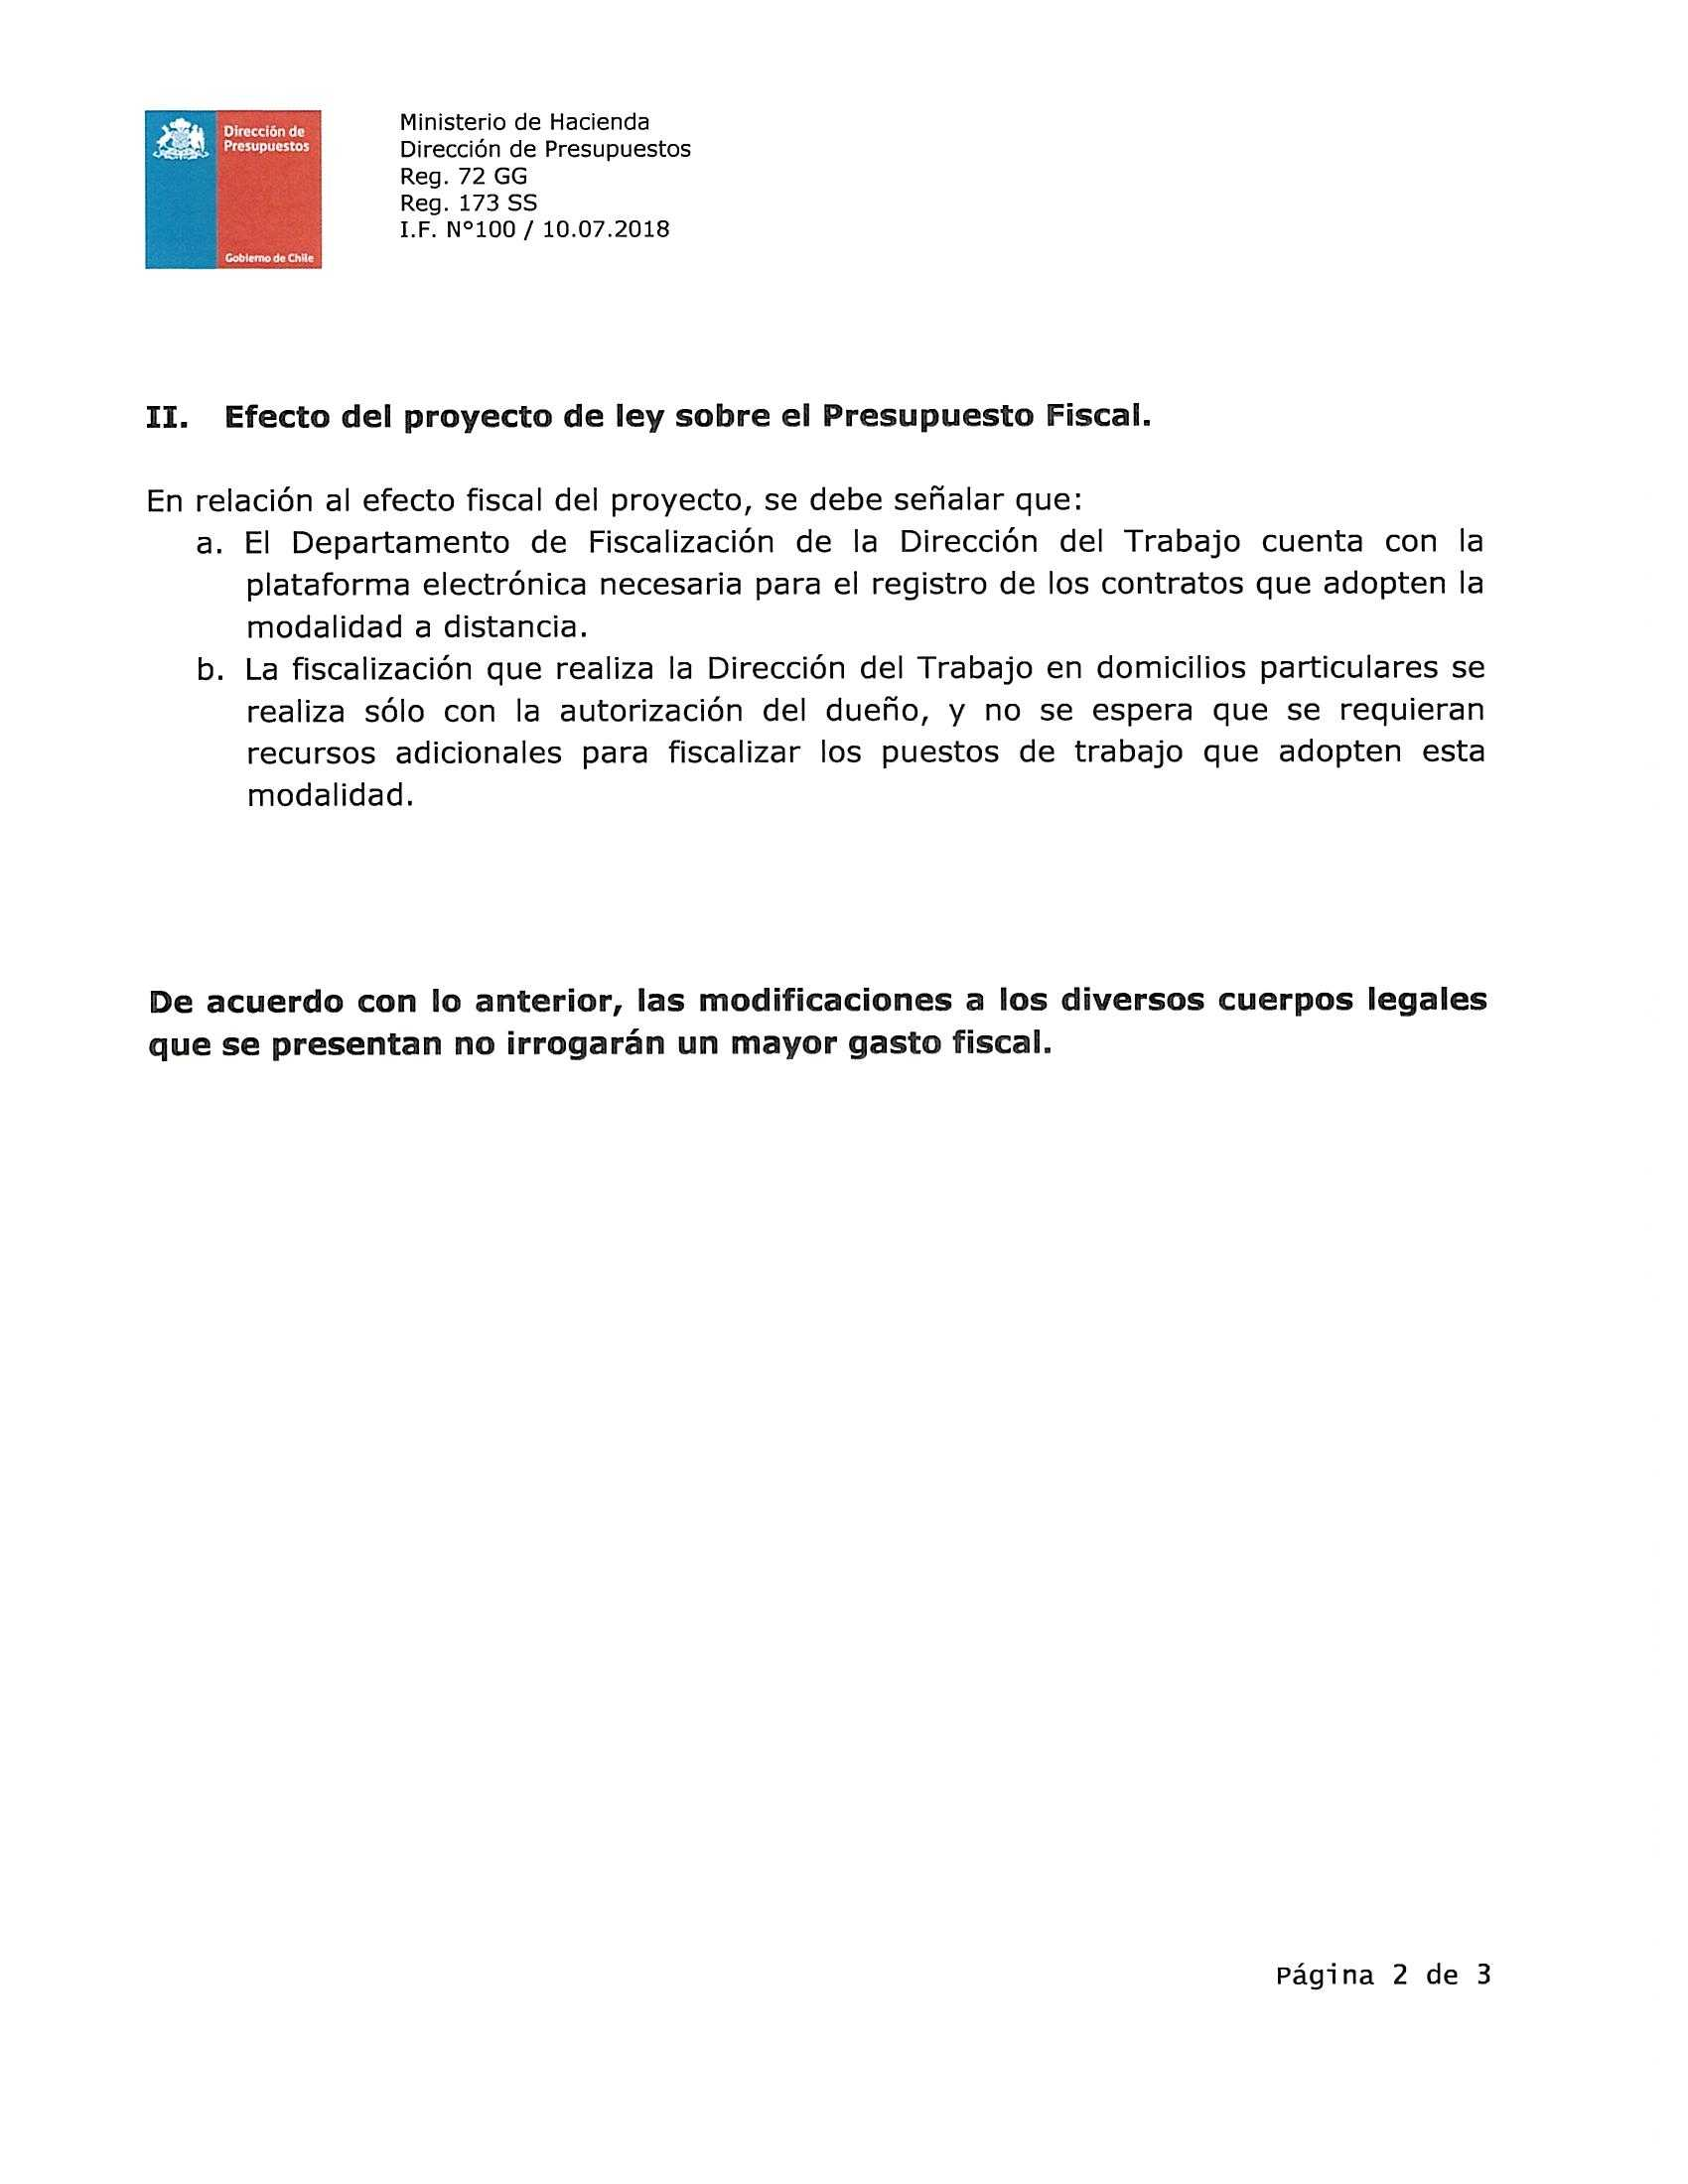 Dirección de
Presupuestos
Gobierno de Chile
Ministerio de Hacienda
Dirección de Presupuestos
Reg. 72 GG
Reg. 173 SS
I.F. N°100 / 10.07.2018
II. Efecto del proyecto de ley sobre el Presupuesto Fiscal.
En relación al efecto fiscal del proyecto, se debe señalar que:
a. El Departamento de Fiscalización de la Dirección del Trabajo cuenta con la
plataforma electrónica necesaria para el registro de los contratos que adopten la
modalidad a distancia.
b. La fiscalización que realiza la Dirección del Trabajo en domicilios particulares se
realiza sólo con la autorización del dueño, y no se espera que se requieran
recursos adicionales para fiscalizar los puestos de trabajo que adopten esta
modalidad.
De acuerdo con lo anterior, las modificaciones a los diversos cuerpos legales
que se presentan no irrogarán un mayor gasto fiscal.
Página 2 de 3